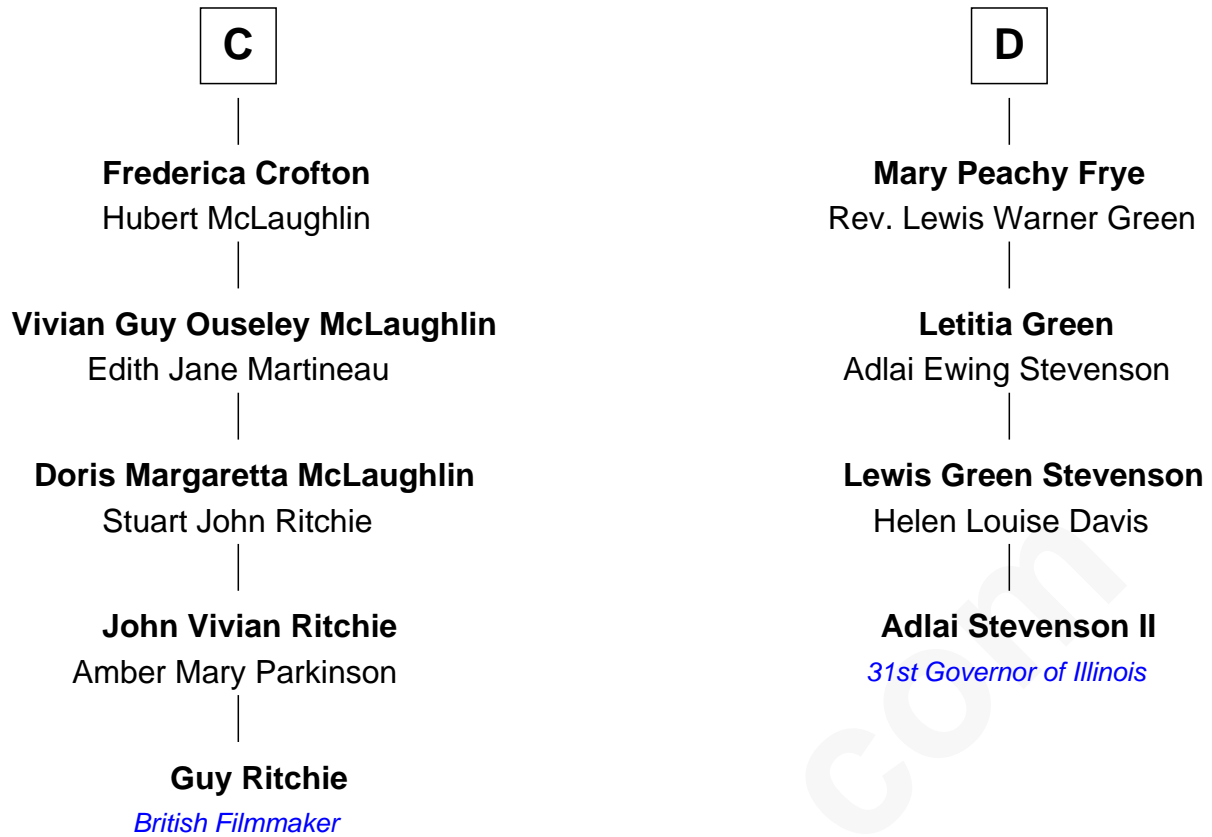 C
Frederica Crofton
Hubert McLaughlin
Vivian Guy Ouseley McLaughlin
Edith Jane Martineau
Doris Margaretta McLaughlin
Stuart John Ritchie
John Vivian Ritchie
Amber Mary Parkinson
Guy Ritchie
British Filmmaker
D
Mary Peachy Frye
Rev. Lewis Warner Green
Letitia Green
Adlai Ewing Stevenson
Lewis Green Stevenson
Helen Louise Davis
Adlai Stevenson II
31st Governor of Illinois
com